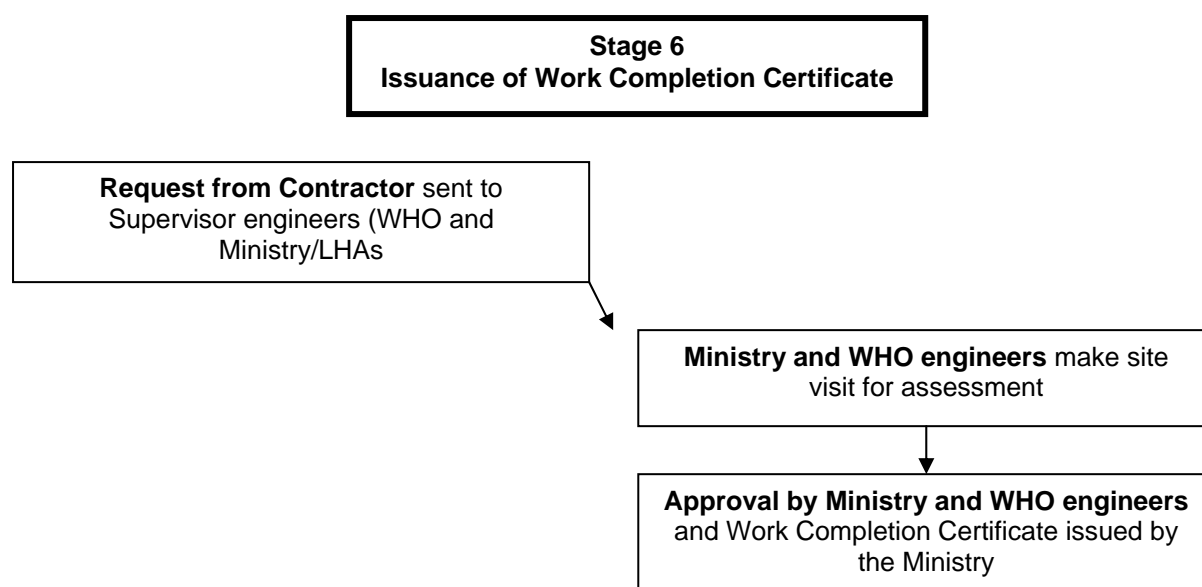 Stage 6
Issuance of Work Completion Certificate
Request from Contractor sent to
Supervisor engineers (WHO and
Ministry/LHAs
Ministry and WHO engineers make site
visit for assessment
Approval by Ministry and WHO engineers
and Work Completion Certificate issued by
the Ministry